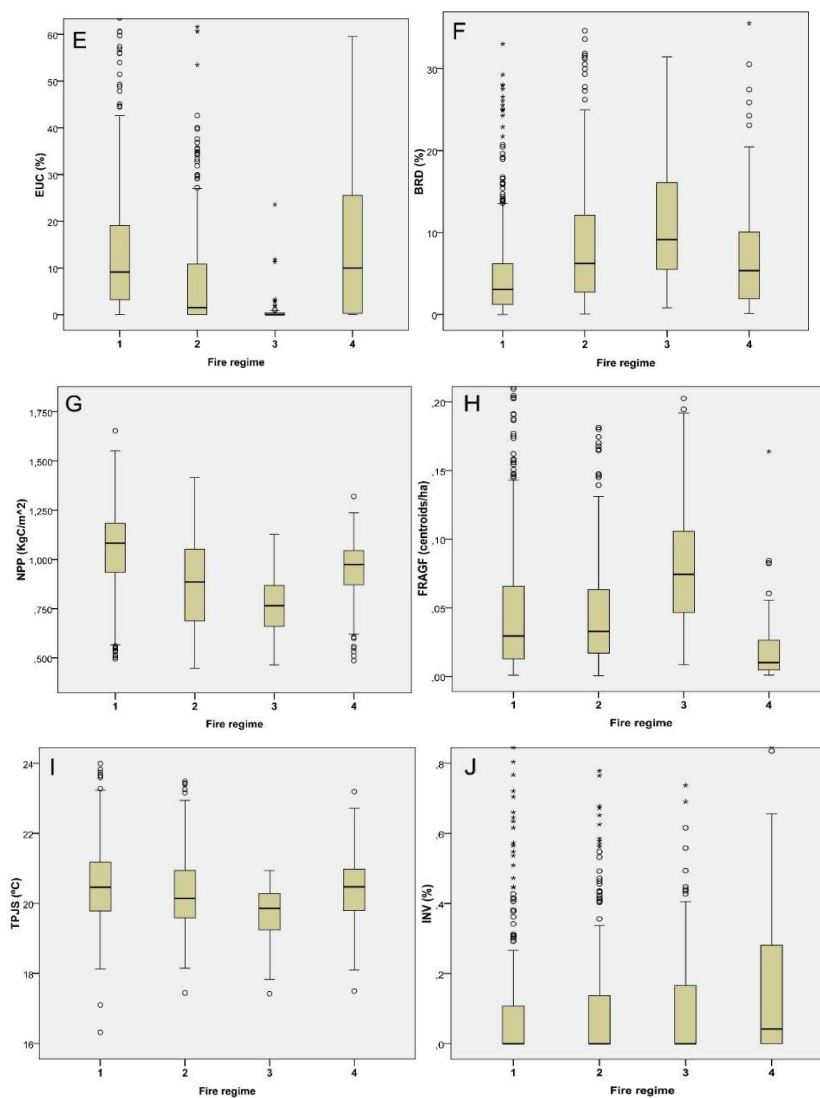 E
EUC (%)
60
50
40
30
20
10
0
1 2 3 4
Fire regime
F
BRD (%)
30
20
10
0
1 2 3 4
Fire regime
G
NPP (KgC/m^2)
1,750
1,500
1,250
1,000
,750
,500
1 2 3 4
Fire regime
H
FRAGF (centroids/ha)
,20
,15
,10
,05
,00
1 2 3 4
Fire regime
I
TPJS (ºC)
24
22
20
18
16
1 2 3 4
Fire regime
J
INV (%)
,8
,6
,4
,2
,0
1 2 3 4
Fire regime